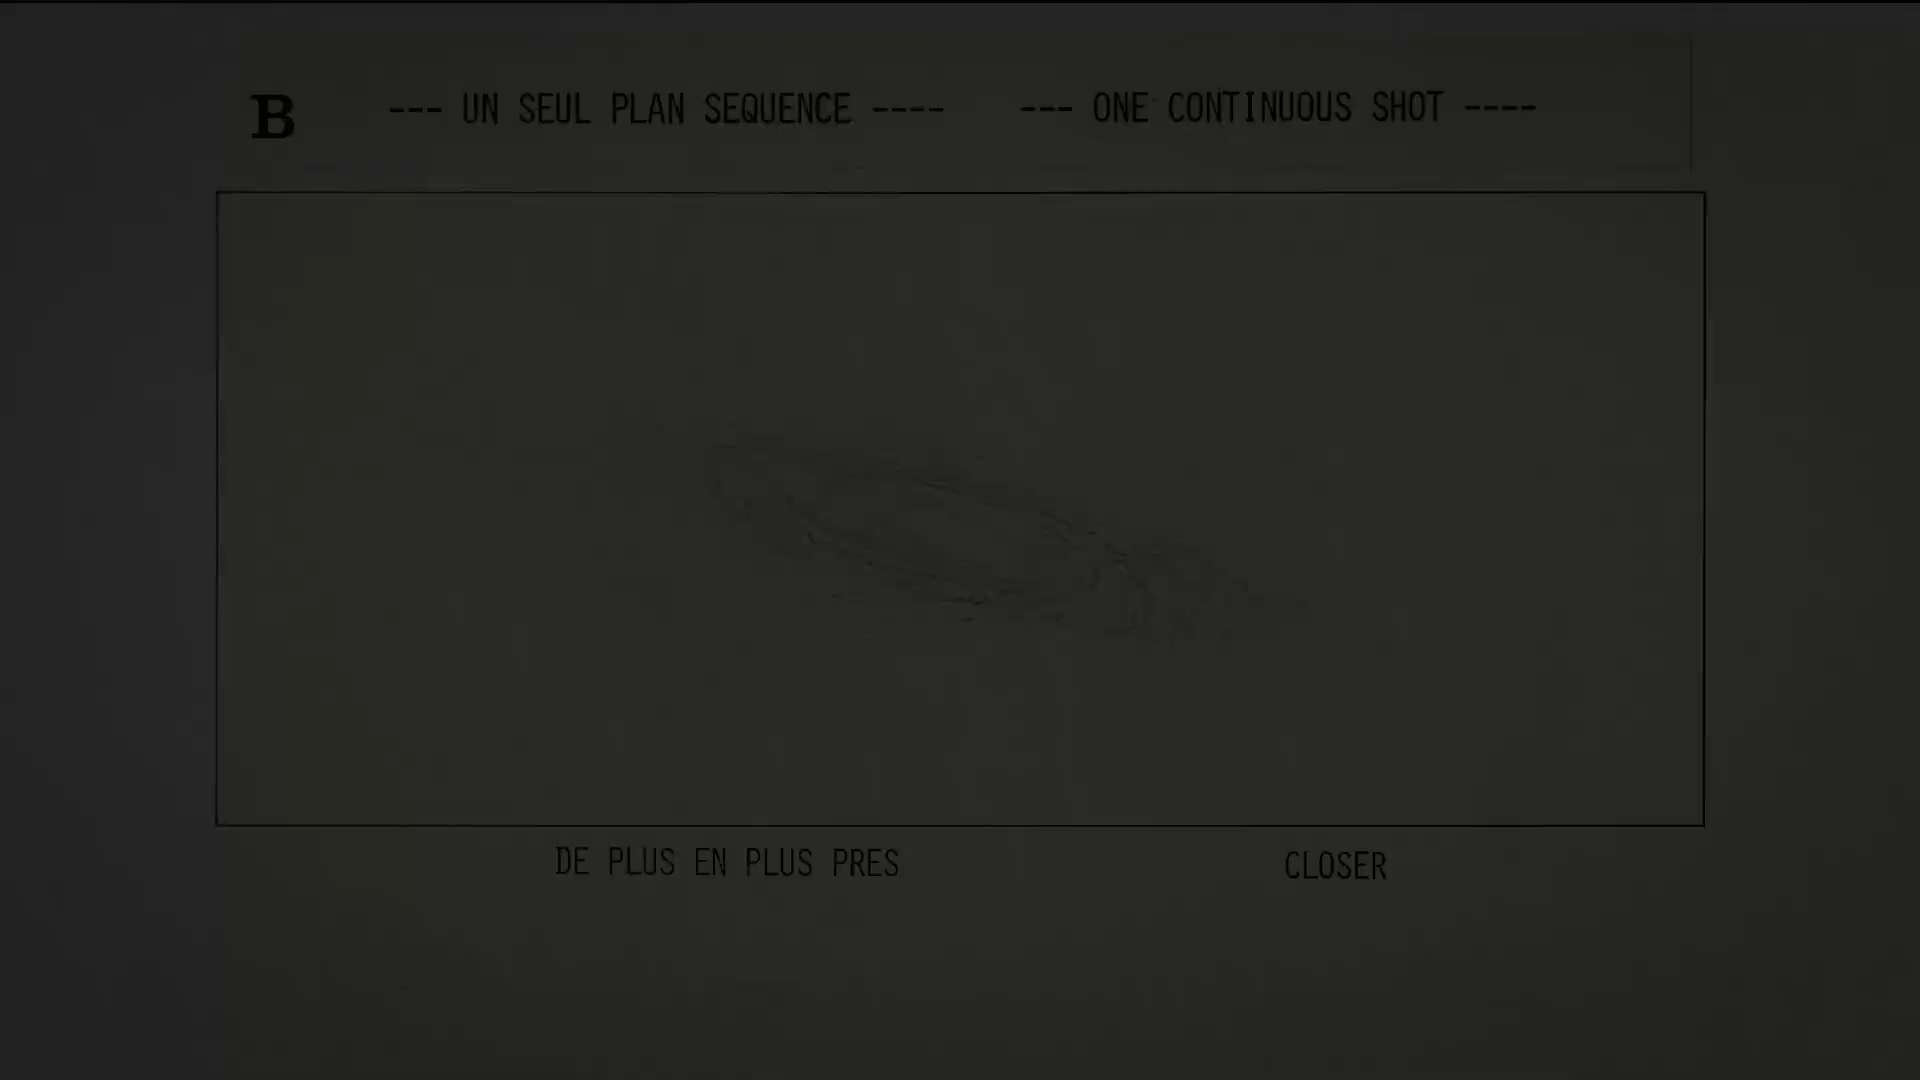 B --- UN SEUL PLAN SEQUENCE ---- --- ONE CONTINUOUS SHOT ----
DE PLUS EN PLUS PRES CLOSER